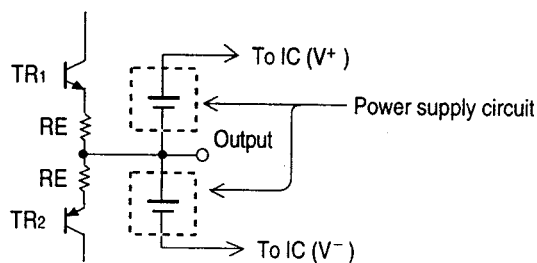 To IC (V+)
TR1
Power supply circuit
RE
Output
RE
TR2
To IC (V−)